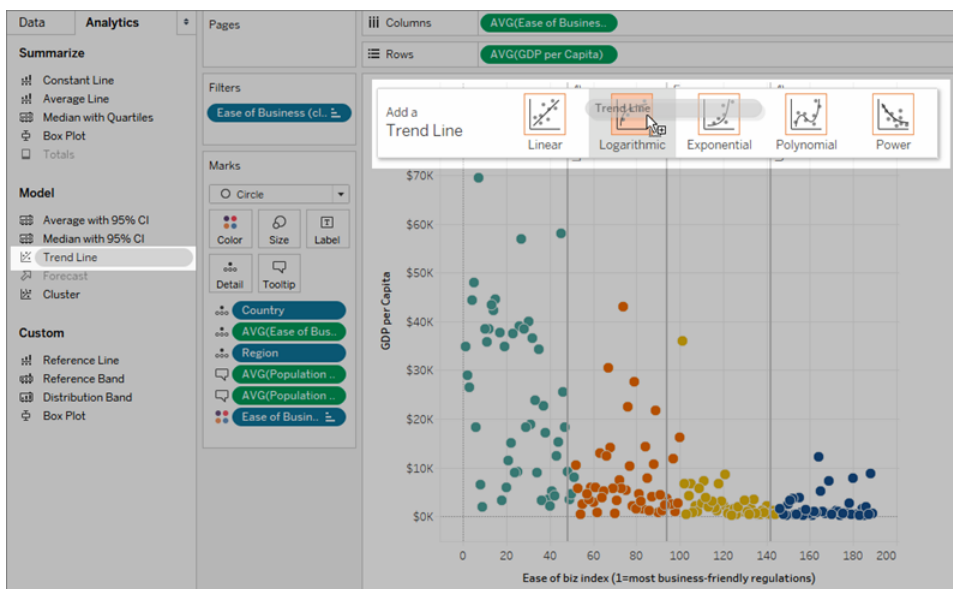 Data Analytics
Summarize
Constant Line
Average Line
Median with Quartiles
Box Plot
Totals
Model
Average with 95% CI
Median with 95% CI
Trend Line
Forecast
Cluster
Custom
Reference Line
Reference Band
Distribution Band
Box Plot
Pages
Filters
Ease of Business (cl..
Marks
Circle
Color Size Label
Detail Tooltip
Country
AVG(Ease of Bus..
Region
AVG(Population ..
AVG(Population ..
Ease of Busin..
Columns AVG(Ease of Busines..
Rows AVG(GDP per Capita)
Add a
Trend Line
Trend Line
Linear Logarithmic Exponential Polynomial Power
$70K
$60K
$50K
$40K
$30K
$20K
$10K
$0K
GDP per Capita
0 20 40 60 80 100 120 140 160 180 200
Ease of biz index (1=most business-friendly regulations)